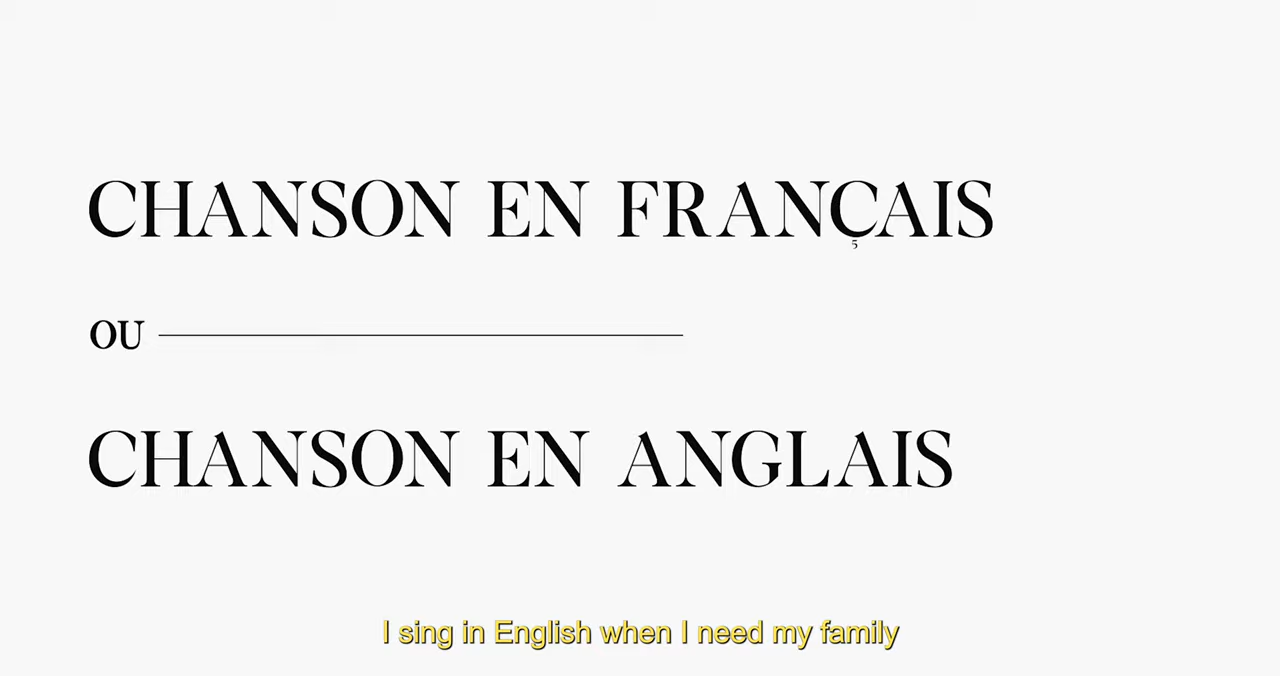 CHANSON EN FRANÇAIS
OU
CHANSON EN ANGLAIS
I sing in English when I need my family